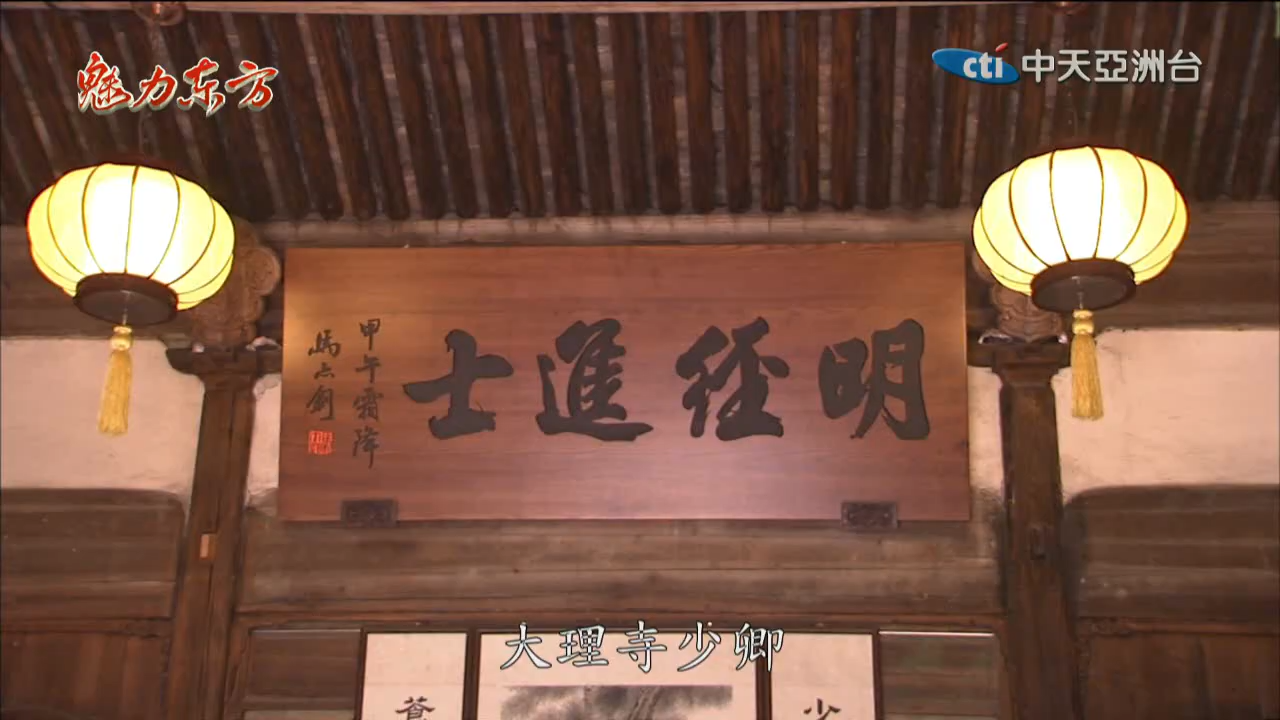 魅力东方
cti 中天亞洲台
明經進士
甲午霜降
大理寺少卿